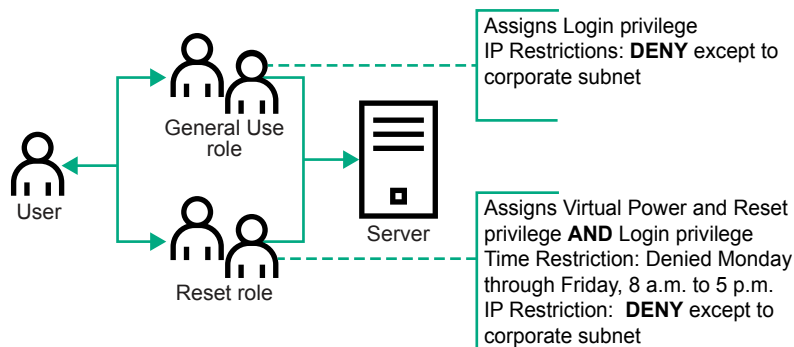 Assigns Login privilege
IP Restrictions: DENY except to
corporate subnet
General Use
role
User
Server
Reset role
Assigns Virtual Power and Reset
privilege AND Login privilege
Time Restriction: Denied Monday
through Friday, 8 a.m. to 5 p.m.
IP Restriction: DENY except to
corporate subnet